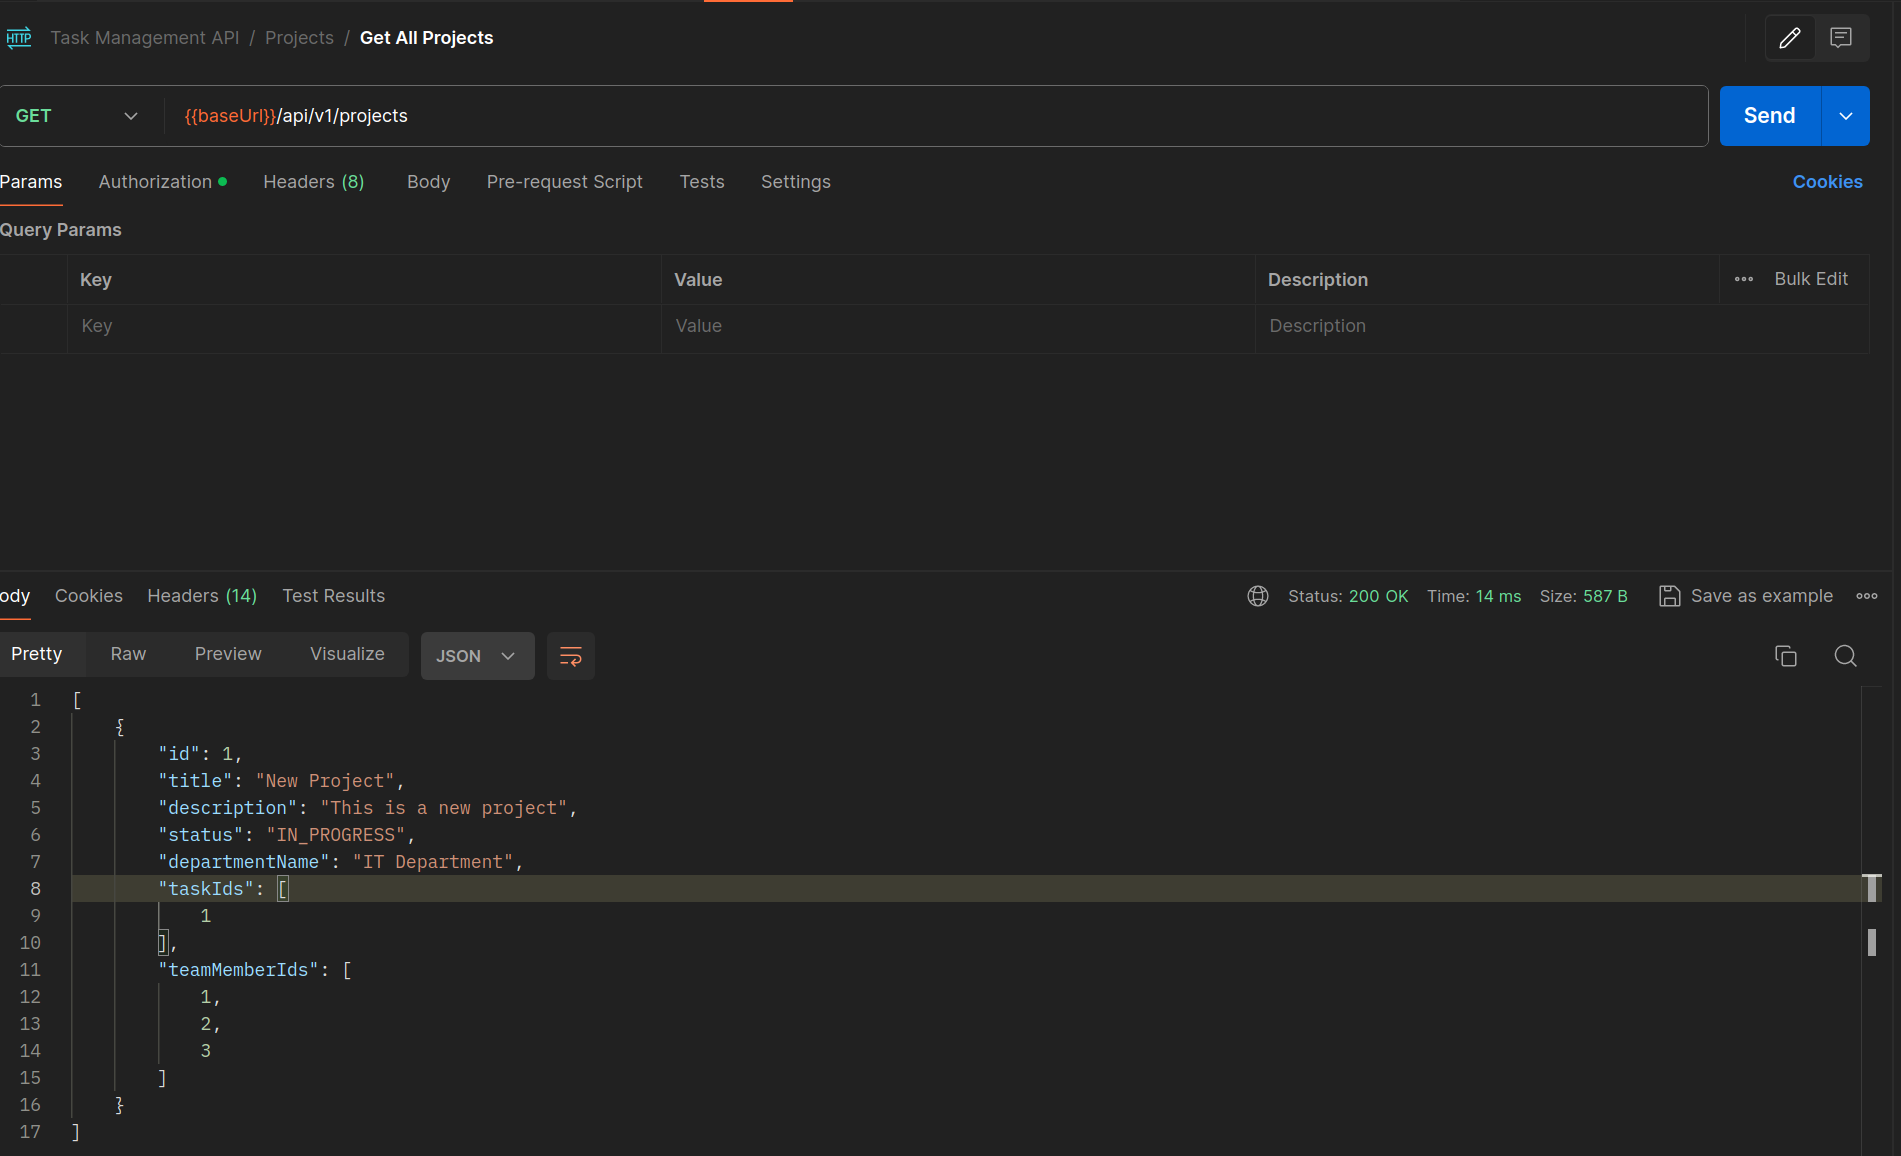 HTTP Task Management API / Projects / Get All Projects
GET {{baseUrl}}/api/v1/projects Send
Params Authorization Headers (8) Body Pre-request Script Tests Settings Cookies
Query Params
Key Value Description Bulk Edit
Key Value Description
ody Cookies Headers (14) Test Results Status: 200 OK Time: 14 ms Size: 587 B Save as example
Pretty Raw Preview Visualize JSON
1 [
2 {
3 "id": 1,
4 "title": "New Project",
5 "description": "This is a new project",
6 "status": "IN_PROGRESS",
7 "departmentName": "IT Department",
8 "taskIds": [
9 1
10 ],
11 "teamMemberIds": [
12 1,
13 2,
14 3
15 ]
16 }
17 ]